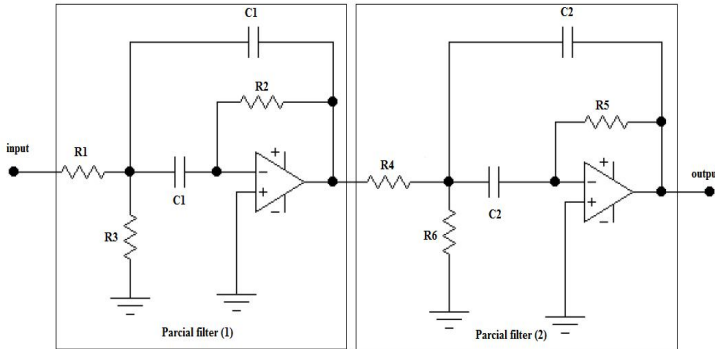 C1
C2
R2
R5
input
R1
R4
output
C1
C2
R3
R6
Parcial filter (1)
Parcial filter (2)